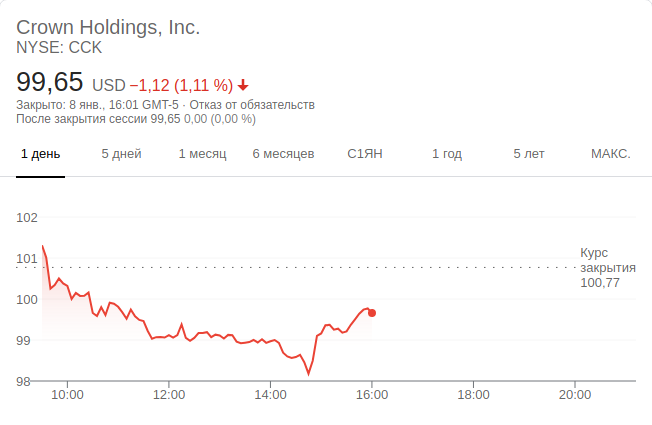 Crown Holdings, Inc.
NYSE: CCK
99,65 USD −1,12 (1,11 %)
Закрыто: 8 янв., 16:01 GMT-5 · Отказ от обязательств
После закрытия сессии 99,65 0,00 (0,00 %)
1 день 5 дней 1 месяц 6 месяцев С1ЯН 1 год 5 лет МАКС.
102
101
100
99
98
Курс
закрытия
100,77
10:00 12:00 14:00 16:00 18:00 20:00